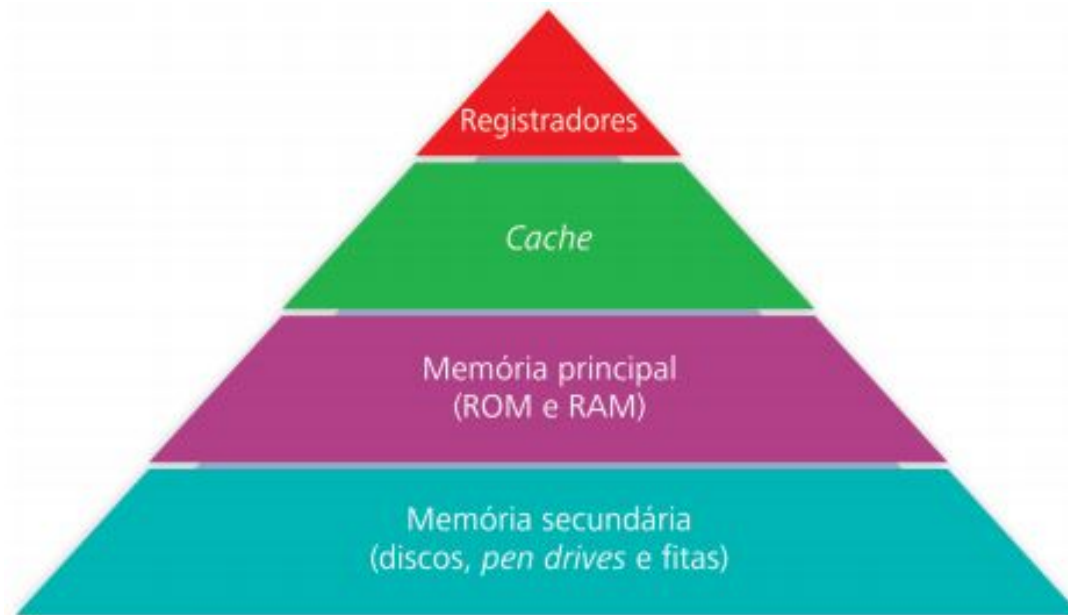 Registradores
Cache
Memória principal
(ROM e RAM)
Memória secundária
(discos, pen drives e fitas)